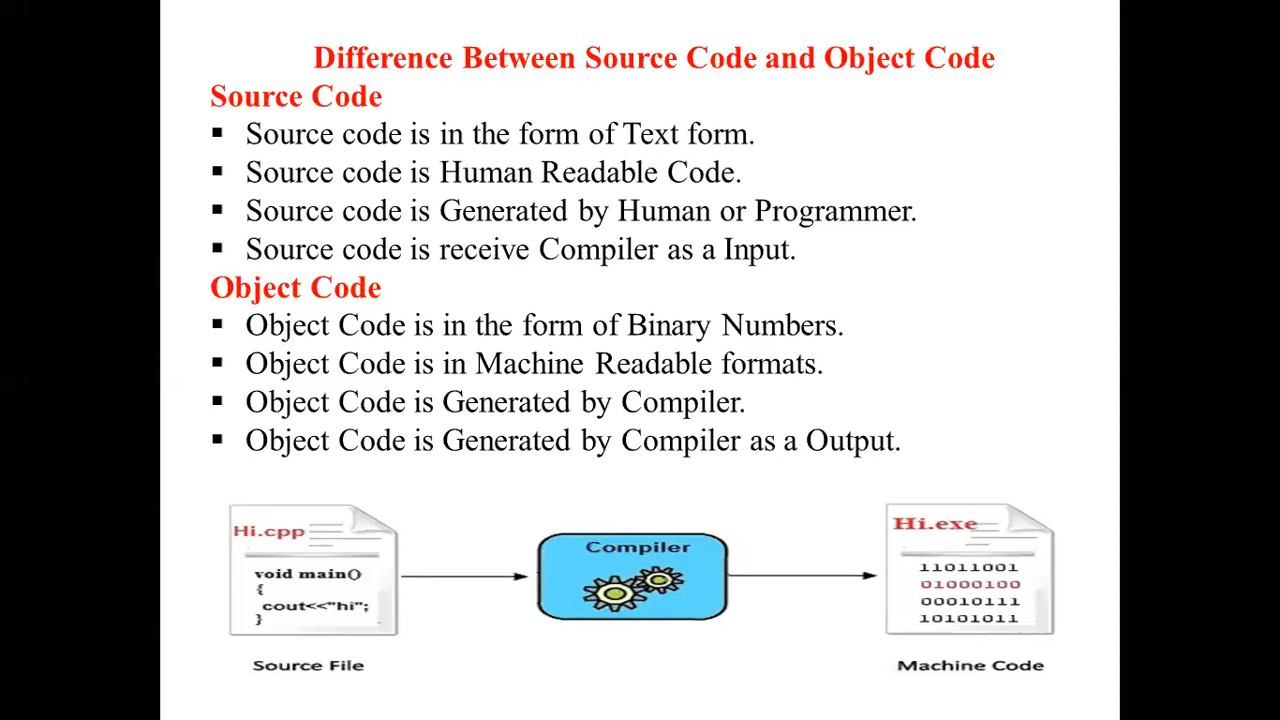 Difference Between Source Code and Object Code
Source Code
▪ Source code is in the form of Text form.
▪ Source code is Human Readable Code.
▪ Source code is Generated by Human or Programmer.
▪ Source code is receive Compiler as a Input.
Object Code
▪ Object Code is in the form of Binary Numbers.
▪ Object Code is in Machine Readable formats.
▪ Object Code is Generated by Compiler.
▪ Object Code is Generated by Compiler as a Output.
Hi.cpp
void main()
{
cout<<"hi";
}
Source File
Compiler
Hi.exe
11011001
01000100
00010111
10101011
Machine Code